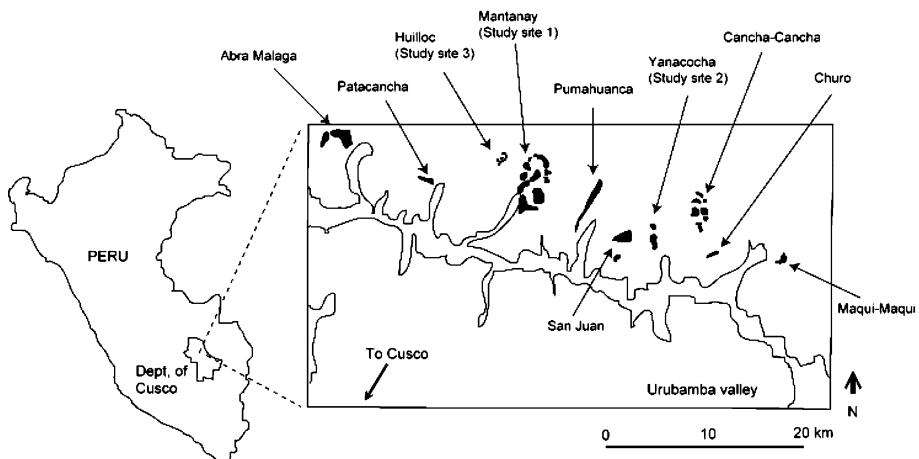 Mantanay
(Study site 1)
Huilloc
(Study site 3)
Cancha-Cancha
Abra Malaga
Yanacocha
(Study site 2)
Patacancha
Pumahuanca
Churo
PERU
Maqui-Maqui
San Juan
Dept. of
Cusco
To Cusco
Urubamba valley
N
0 10 20 km